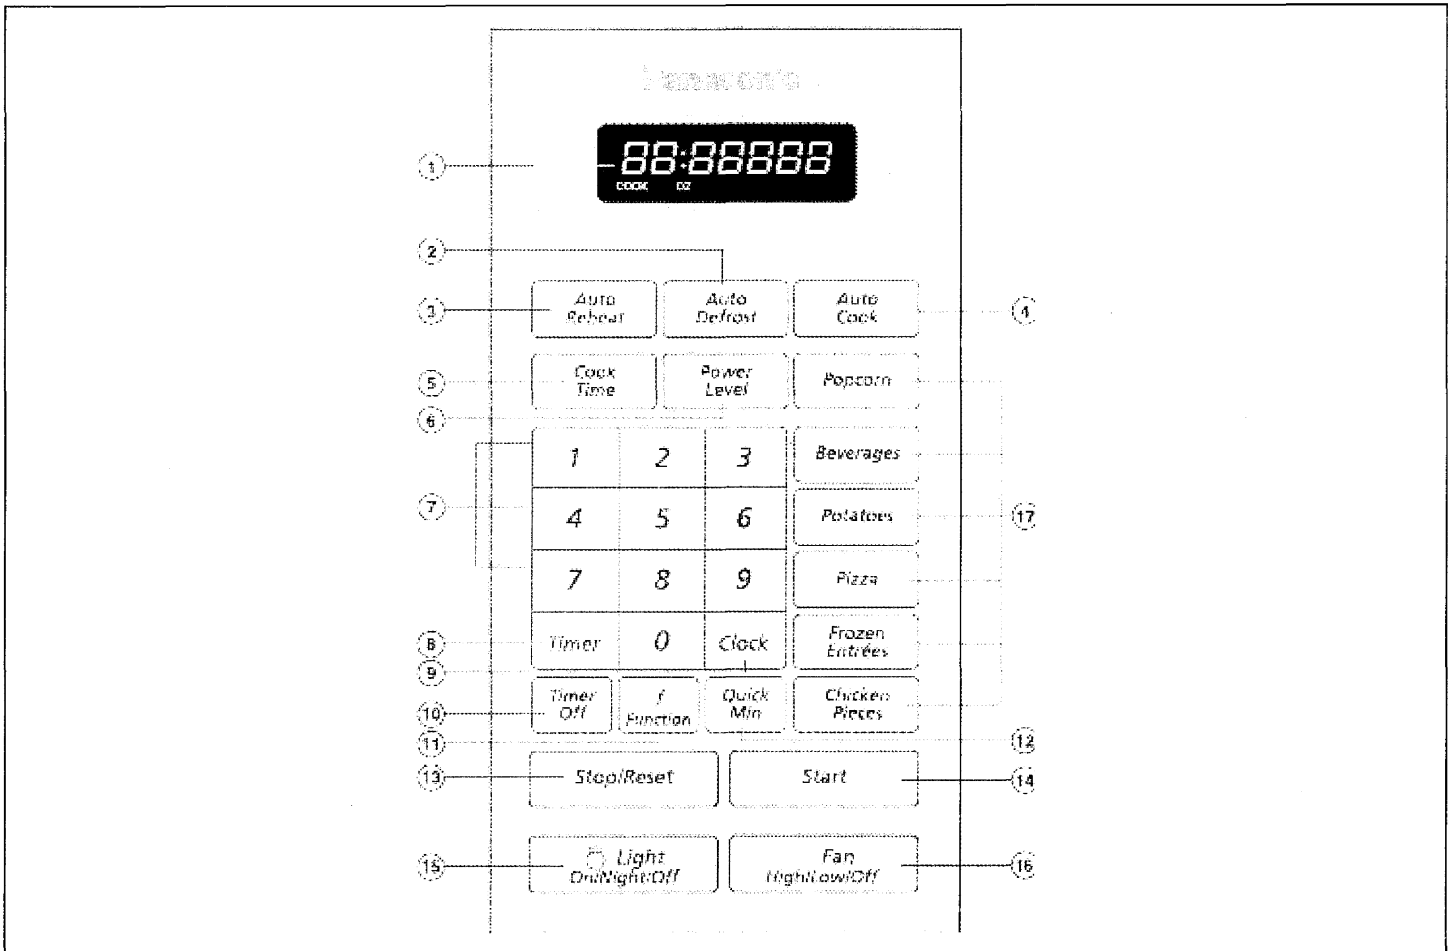 1
88:88888
COOK OZ
2
3
Auto
Reheat
Auto
Defrost
Auto
Cook
4
5
Cook
Time
Power
Level
Popcorn
6
1 2 3
Beverages
7
4 5 6
Potatoes
17
7 8 9
Pizza
8
Timer 0 Clock
Frozen
Entrées
9
10
Timer
Off
f
Function
Quick
Min
Chicken
Pieces
11
12
13
Stop/Reset
Start
14
15
Light
On/Night/Off
Fan
High/Low/Off
16